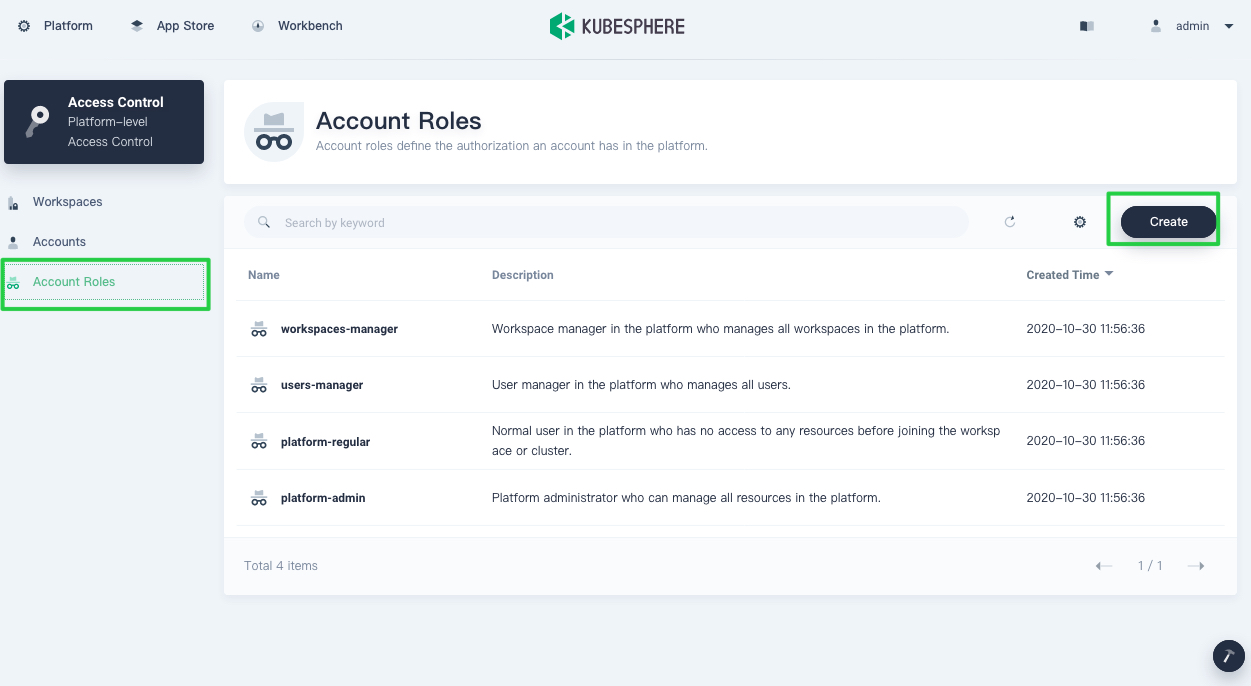 Platform
App Store
Workbench
KUBESPHERE
admin
Access Control
Platform-level
Access Control
Workspaces
Accounts
Account Roles
Account Roles
Account roles define the authorization an account has in the platform.
Search by keyword
Create
Name Description Created Time
workspaces-manager Workspace manager in the platform who manages all workspaces in the platform. 2020-10-30 11:56:36
users-manager User manager in the platform who manages all users. 2020-10-30 11:56:36
platform-regular Normal user in the platform who has no access to any resources before joining the worksp 2020-10-30 11:56:36
ace or cluster.
platform-admin Platform administrator who can manage all resources in the platform. 2020-10-30 11:56:36
Total 4 items
1 / 1